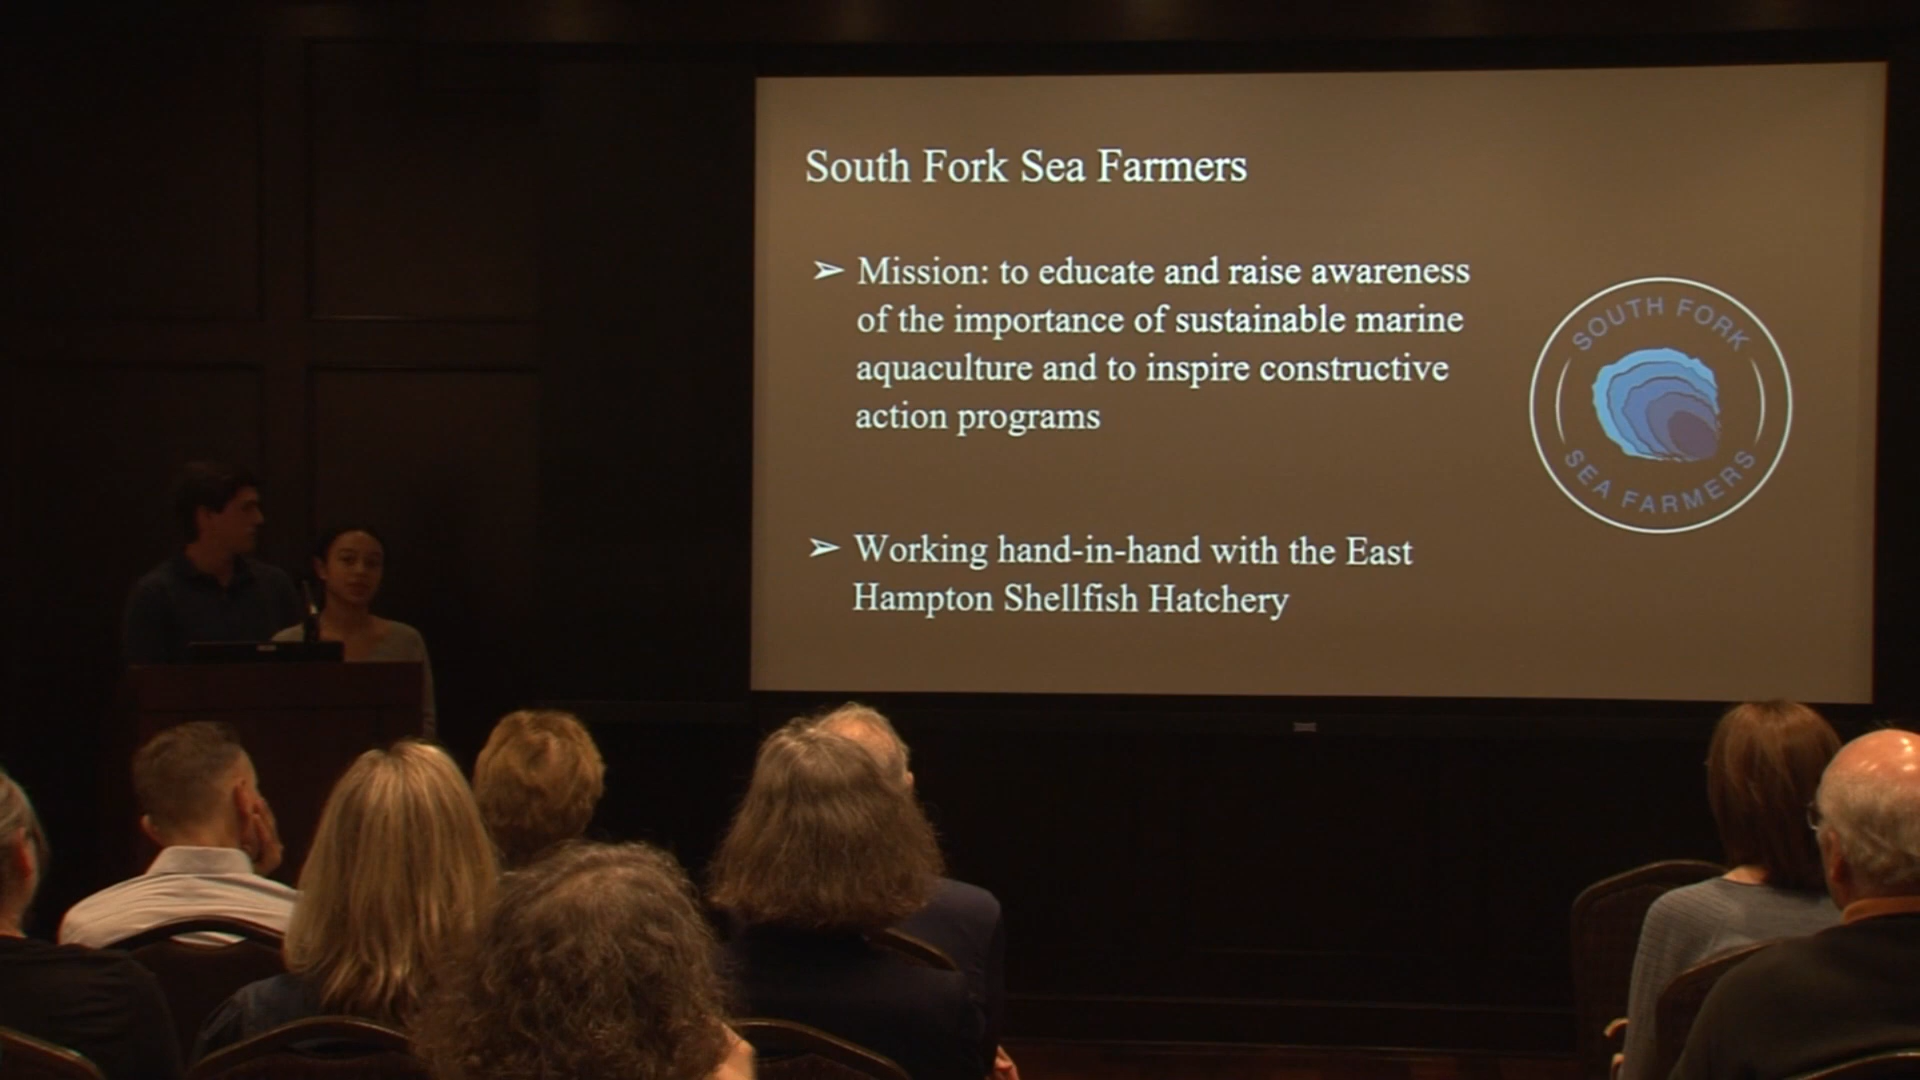 South Fork Sea Farmers
➢ Mission: to educate and raise awareness
of the importance of sustainable marine
aquaculture and to inspire constructive
action programs
SOUTH FORK
SEA FARMERS
➢ Working hand-in-hand with the East
Hampton Shellfish Hatchery